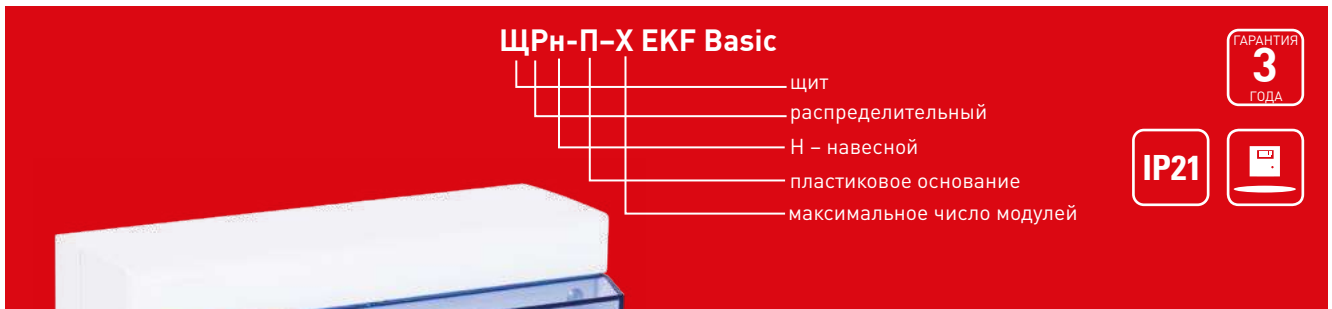 ЩРн-П–Х EKF Basic
щит
распределительный
Н – навесной
пластиковое основание
максимальное число модулей
ГАРАНТИЯ
3
ГОДА
IP21